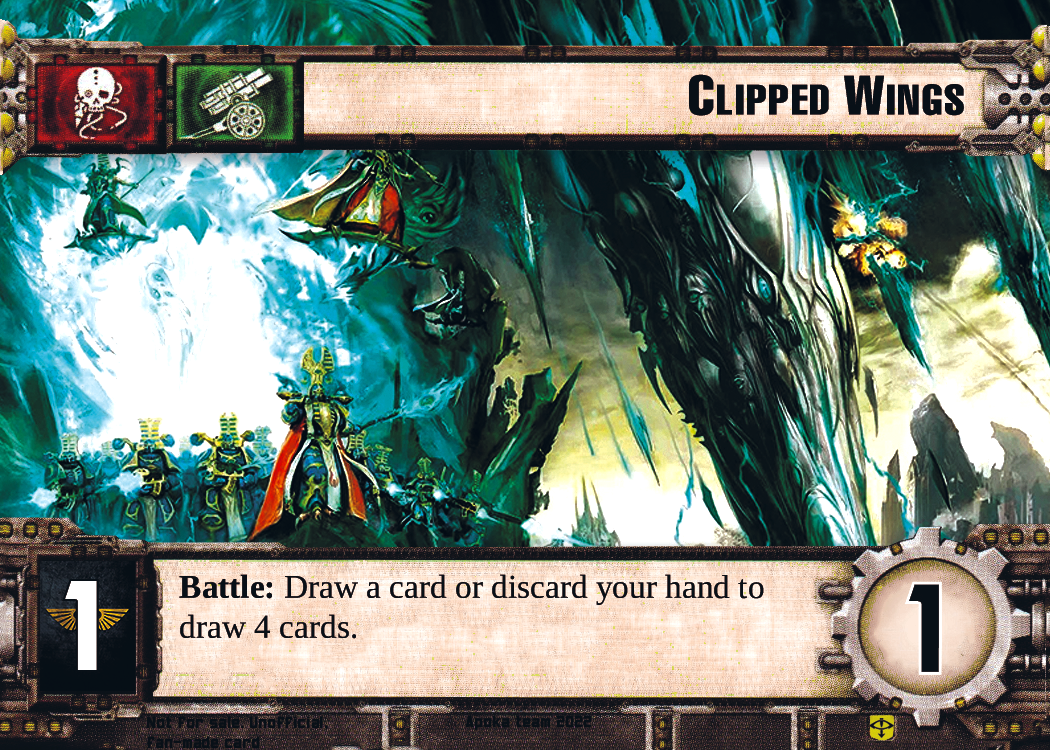 Clipped Wings
1
Battle: Draw a card or discard your hand to
draw 4 cards.
1
Not for sale. Unofficial.
Fan-made card
Apoka team 2022